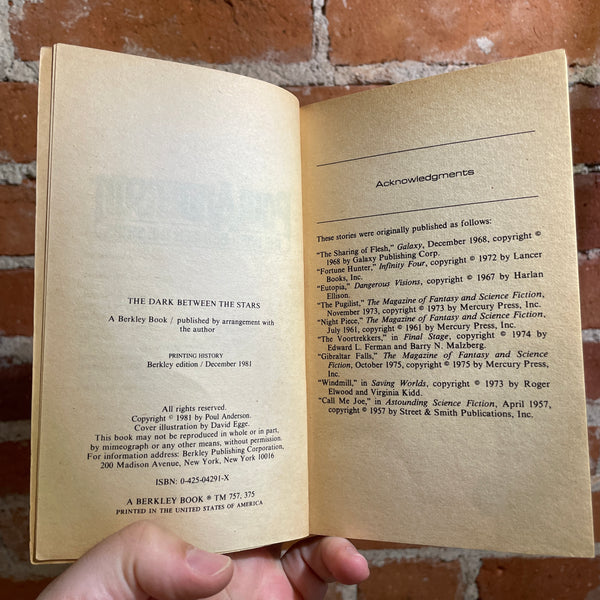 THE DARK BETWEEN THE STARS
A Berkley Book / published by arrangement with
the author
PRINTING HISTORY
Berkley edition / December 1981
All rights reserved.
Copyright © 1981 by Poul Anderson.
Cover illustration by David Egge.
This book may not be reproduced in whole or in part,
by mimeograph or any other means, without permission.
For information address: Berkley Publishing Corporation,
200 Madison Avenue, New York, New York 10016
ISBN: 0-425-04291-X
A BERKLEY BOOK ® TM 757,375
PRINTED IN THE UNITED STATES OF AMERICA
Acknowledgments
These stories were originally published as follows:
"The Sharing of Flesh," Galaxy, December 1968, copyright ©
1968 by Galaxy Publishing Corp.
"Fortune Hunter," Infinity Four, copyright © 1972 by Lancer
Books, Inc.
"Eutopia," Dangerous Visions, copyright © 1967 by Harlan
Ellison.
"The Pugilist," The Magazine of Fantasy and Science Fiction,
November 1973, copyright © 1973 by Mercury Press, Inc.
"Night Piece," The Magazine of Fantasy and Science Fiction,
July 1961, copyright © 1961 by Mercury Press, Inc.
"The Voortrekkers," in Final Stage, copyright © 1974 by
Edward L. Ferman and Barry N. Malzberg.
"Gibraltar Falls," The Magazine of Fantasy and Science
Fiction, October 1975, copyright © 1975 by Mercury Press,
Inc.
"Windmill," in Saving Worlds, copyright © 1973 by Roger
Elwood and Virginia Kidd.
"Call Me Joe," in Astounding Science Fiction, April 1957,
copyright © 1957 by Street & Smith Publications, Inc.